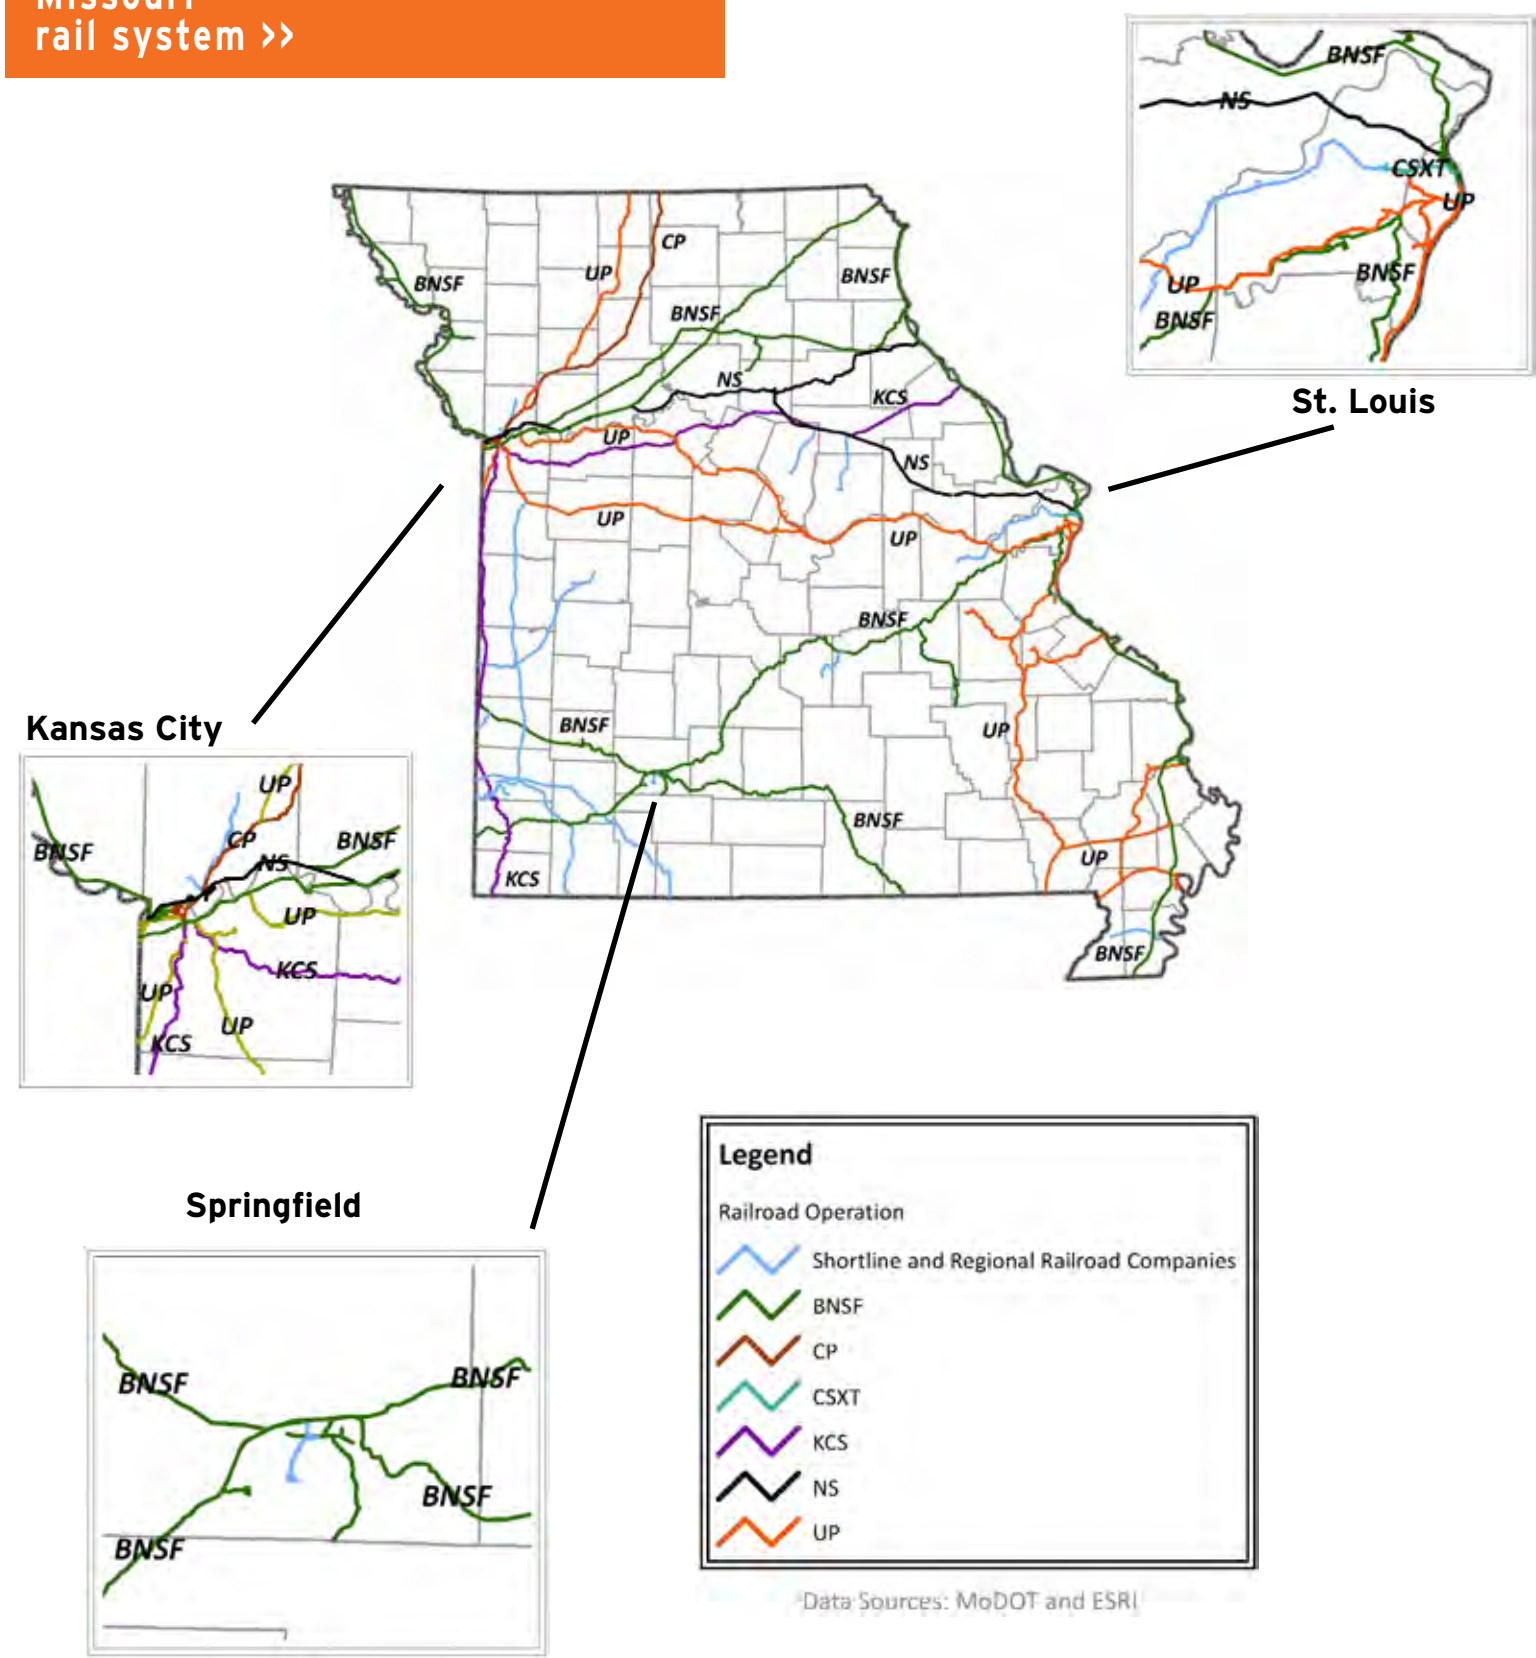 Missouri
rail system >>
BNSF
NS
CSXT
UP
UP
BNSF
BNSF
St. Louis
CP
UP
BNSF
BNSF
BNSF
NS
KCS
UP
NS
UP
UP
BNSF
BNSF
UP
BNSF
UP
KCS
BNSF
Kansas City
UP
CP
BNSF
BNSF
NS
UP
KCS
UP
UP
KCS
Springfield
BNSF
BNSF
BNSF
BNSF
Legend
Railroad Operation
Shortline and Regional Railroad Companies
BNSF
CP
CSXT
KCS
NS
UP
Data Sources: MoDOT and ESRI